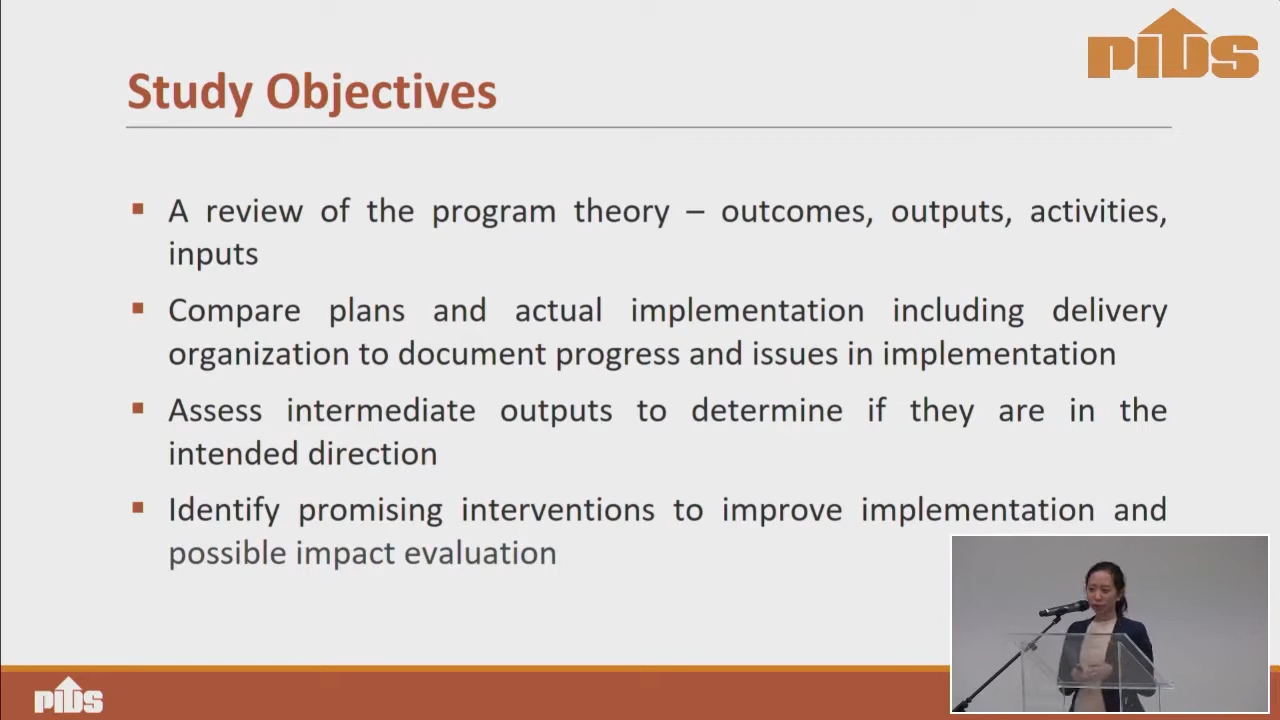 PIDS
Study Objectives
A review of the program theory – outcomes, outputs, activities,
inputs
Compare plans and actual implementation including delivery
organization to document progress and issues in implementation
Assess intermediate outputs to determine if they are in the
intended direction
Identify promising interventions to improve implementation and
possible impact evaluation
PIDS